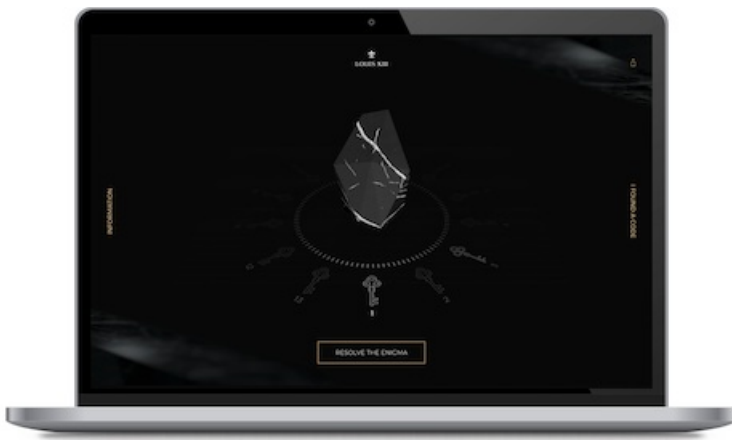 LOUIS XIII
INFORMATION
I FOUND A CODE
RESOLVE THE ENIGMA